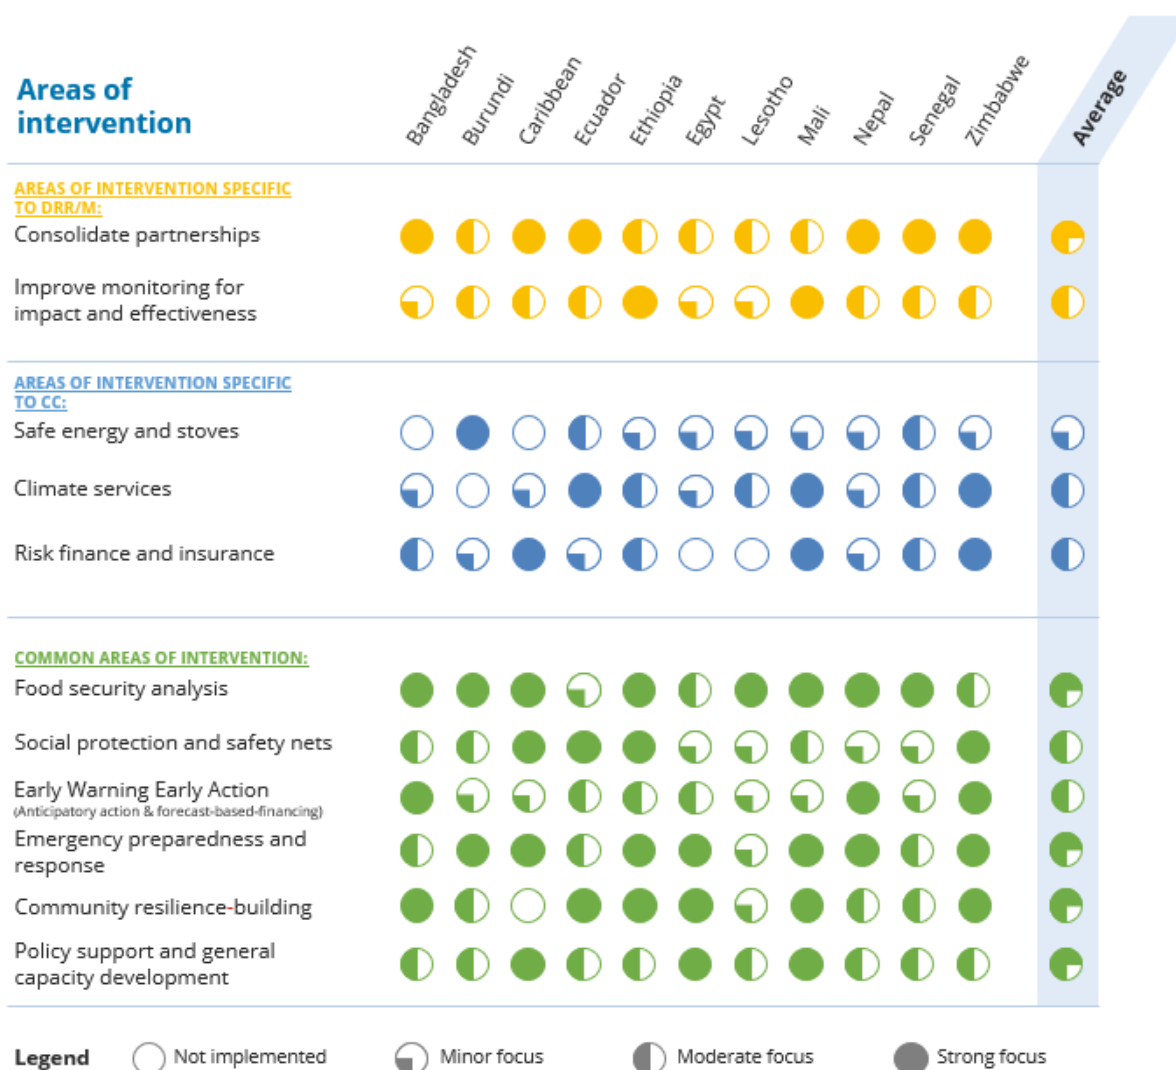 Areas of
intervention
Bangladesh
Burundi
Caribbean
Ecuador
Ethiopia
Egypt
Lesotho
Mali
Nepal
Senegal
Zimbabwe
Average
AREAS OF INTERVENTION SPECIFIC
TO DRR/M:
Consolidate partnerships
Improve monitoring for
impact and effectiveness
AREAS OF INTERVENTION SPECIFIC
TO CC:
Safe energy and stoves
Climate services
Risk finance and insurance
COMMON AREAS OF INTERVENTION:
Food security analysis
Social protection and safety nets
Early Warning Early Action
(Anticipatory action & forecast-based-financing)
Emergency preparedness and
response
Community resilience-building
Policy support and general
capacity development
Legend
Not implemented
Minor focus
Moderate focus
Strong focus